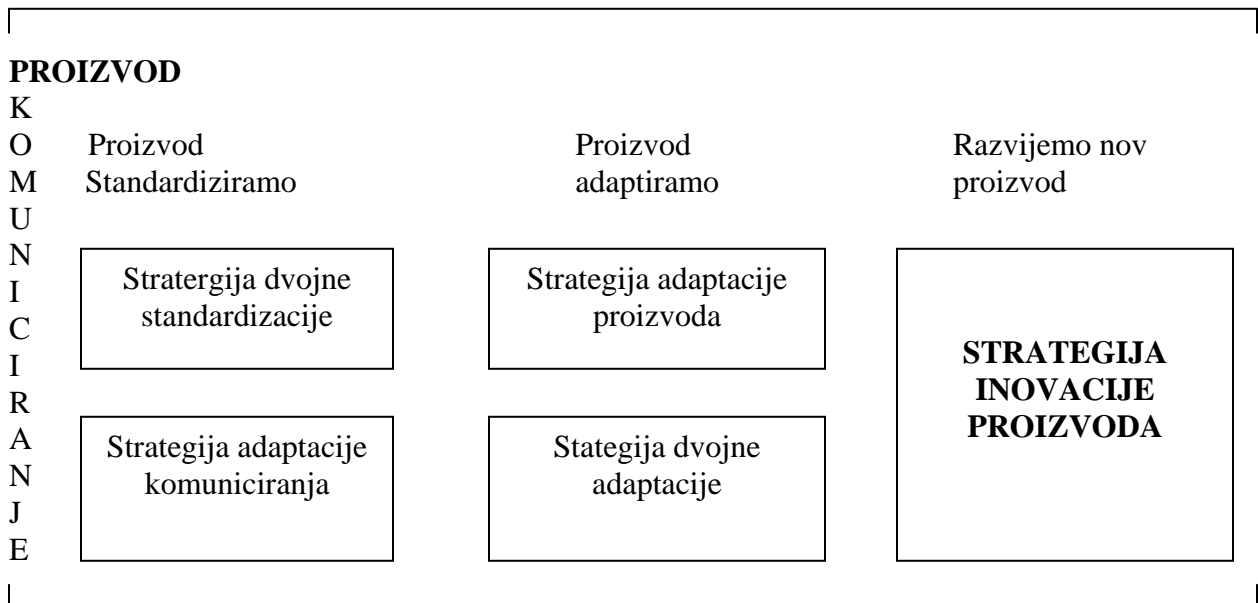 PROIZVOD
KOMUNICIRANJE
Proizvod
Standardiziramo
Proizvod
adaptiramo
Razvijemo nov
proizvod
Stratergija dvojne
standardizacije
Strategija adaptacije
proizvoda
STRATEGIJA
INOVACIJE
PROIZVODA
Strategija adaptacije
komuniciranja
Stategija dvojne
adaptacije